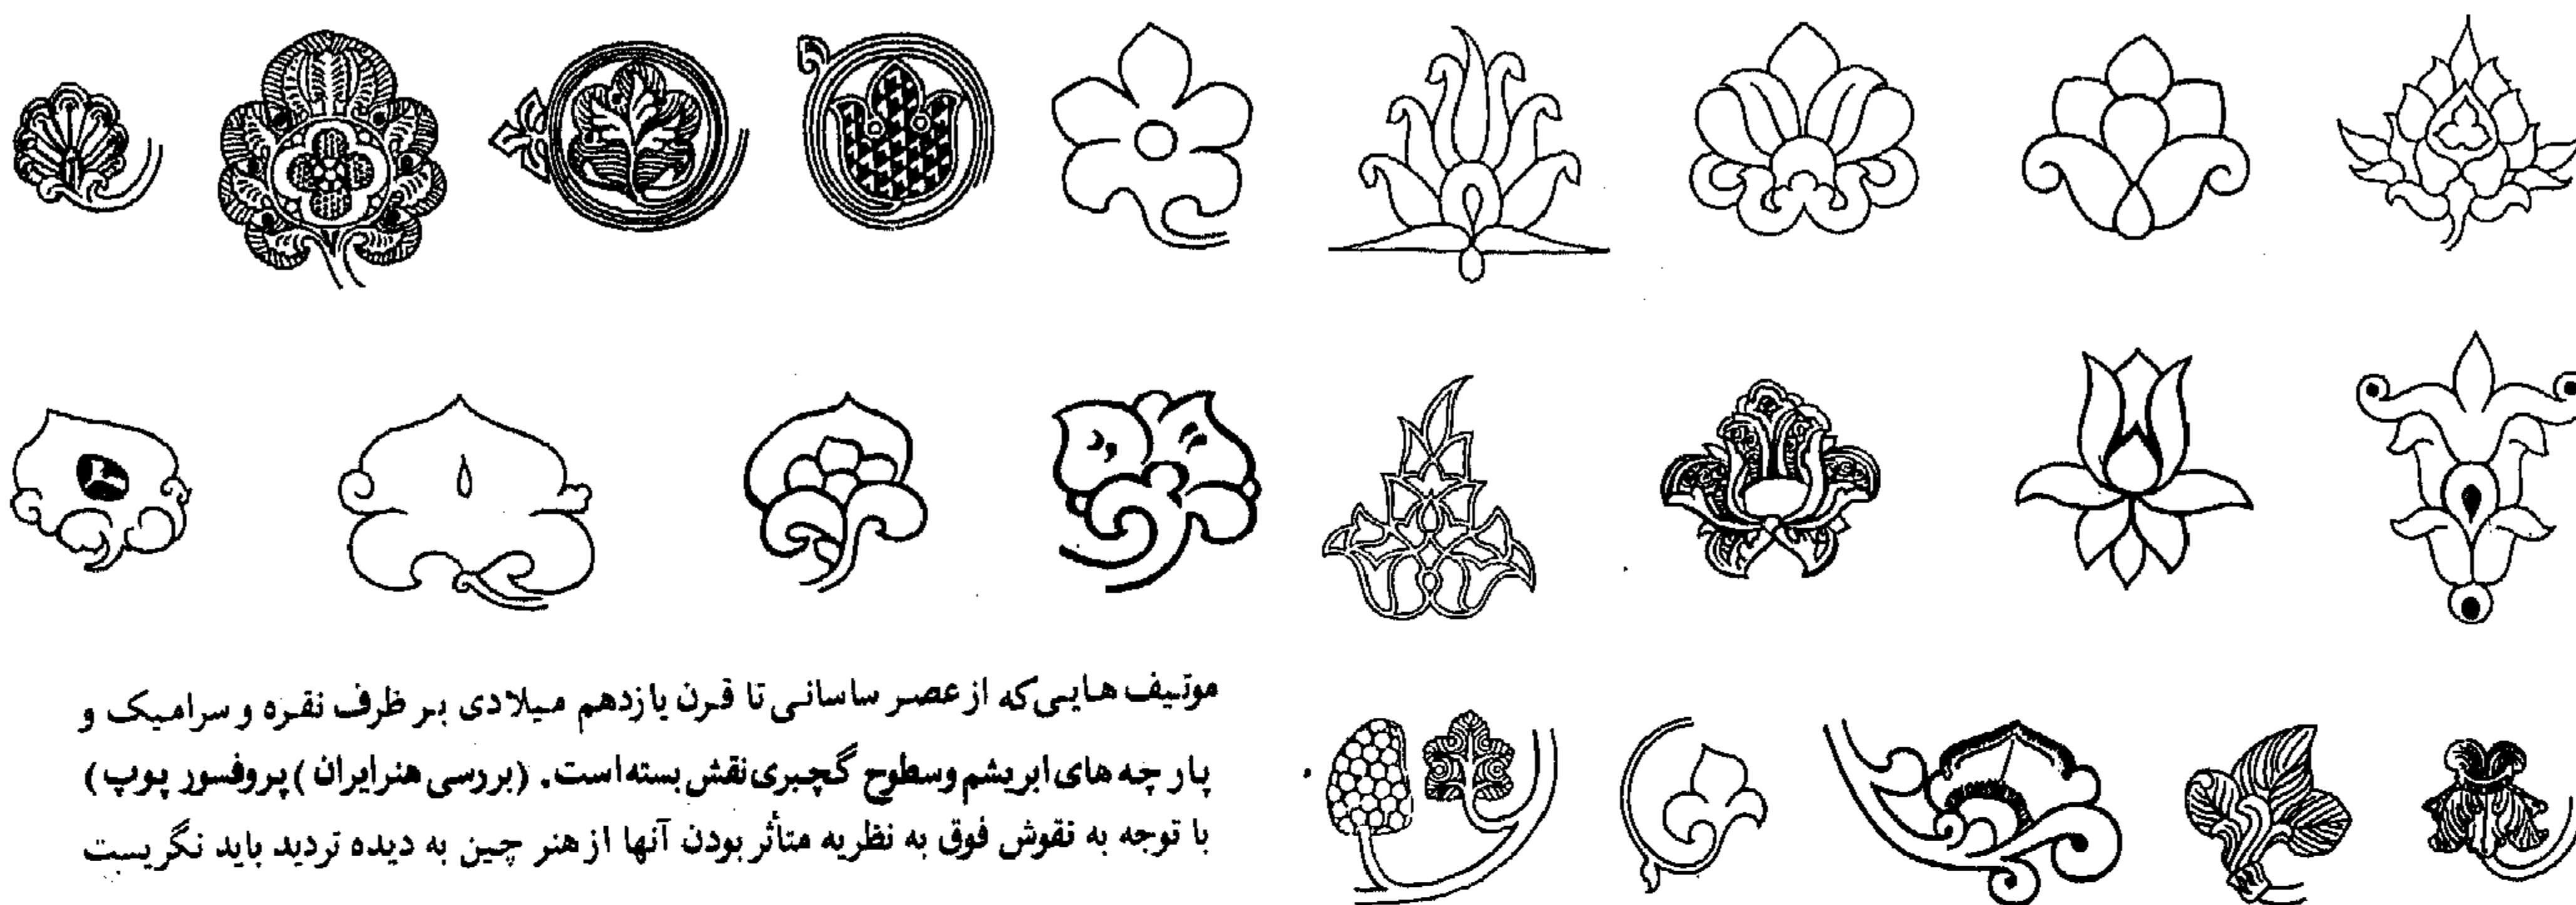 موتیف هایی که از عصر ساسانی تا قرن یازدهم میلادی بر ظرف نقره و سرامیک و
پارچه های ابریشم وسطوح گچبری نقش بسته است. (بررسی هنر ایران) پروفسور پوپ)
با توجه به نقوش فوق به نظریه متأثر بودن آنها از هنر چین به دیده تردید باید نگریست